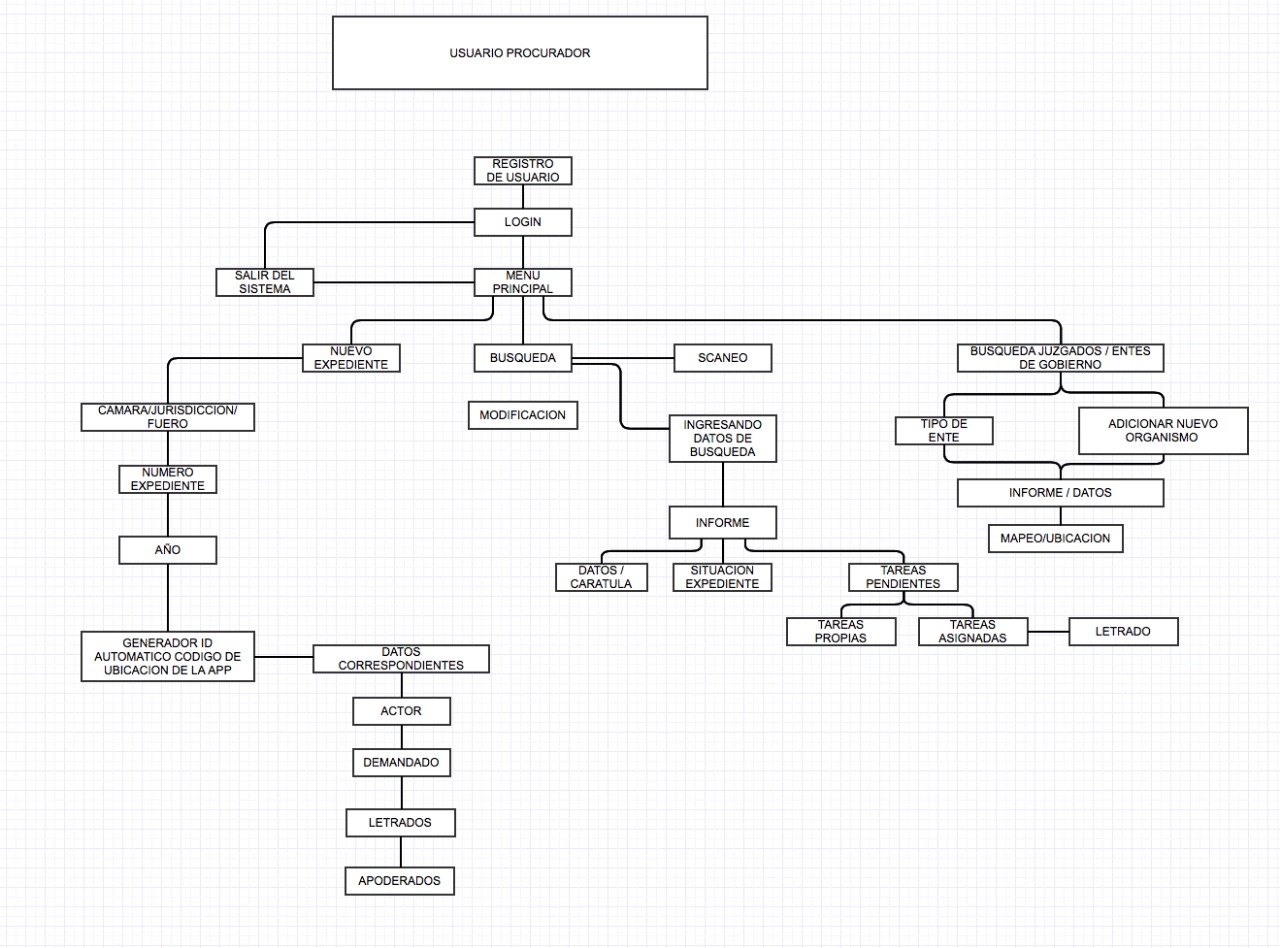 USUARIO PROCURADOR
REGISTRO
DE USUARIO
LOGIN
SALIR DEL
SISTEMA
MENU
PRINCIPAL
NUEVO
EXPEDIENTE
BUSQUEDA
SCANEO
BUSQUEDA JUZGADOS / ENTES
DE GOBIERNO
CAMARA/JURISDICCION/
FUERO
MODIFICACION
INGRESANDO
DATOS DE
BUSQUEDA
TIPO DE
ENTE
ADICIONAR NUEVO
ORGANISMO
NUMERO
EXPEDIENTE
INFORME / DATOS
INFORME
MAPEO/UBICACION
AÑO
DATOS /
CARATULA
SITUACION
EXPEDIENTE
TAREAS
PENDIENTES
TAREAS
PROPIAS
TAREAS
ASIGNADAS
LETRADO
GENERADOR ID
AUTOMATICO CODIGO DE
UBICACION DE LA APP
DATOS
CORRESPONDIENTES
ACTOR
DEMANDADO
LETRADOS
APODERADOS